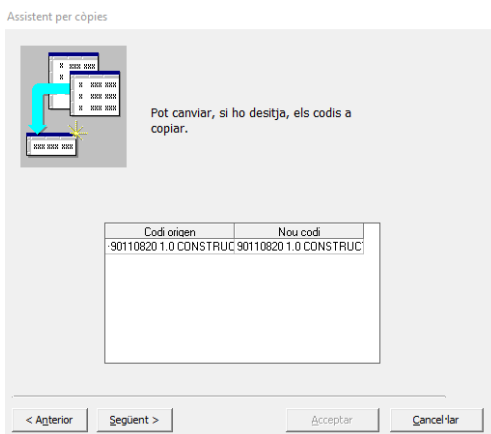 Assistent per còpies
Pot canviar, si ho desitja, els codis a
copiar.
Codi origen Nou codi
·90110820 1.0 CONSTRUC 90110820 1.0 CONSTRUC
< Anterior Següent > Acceptar Cancel·lar